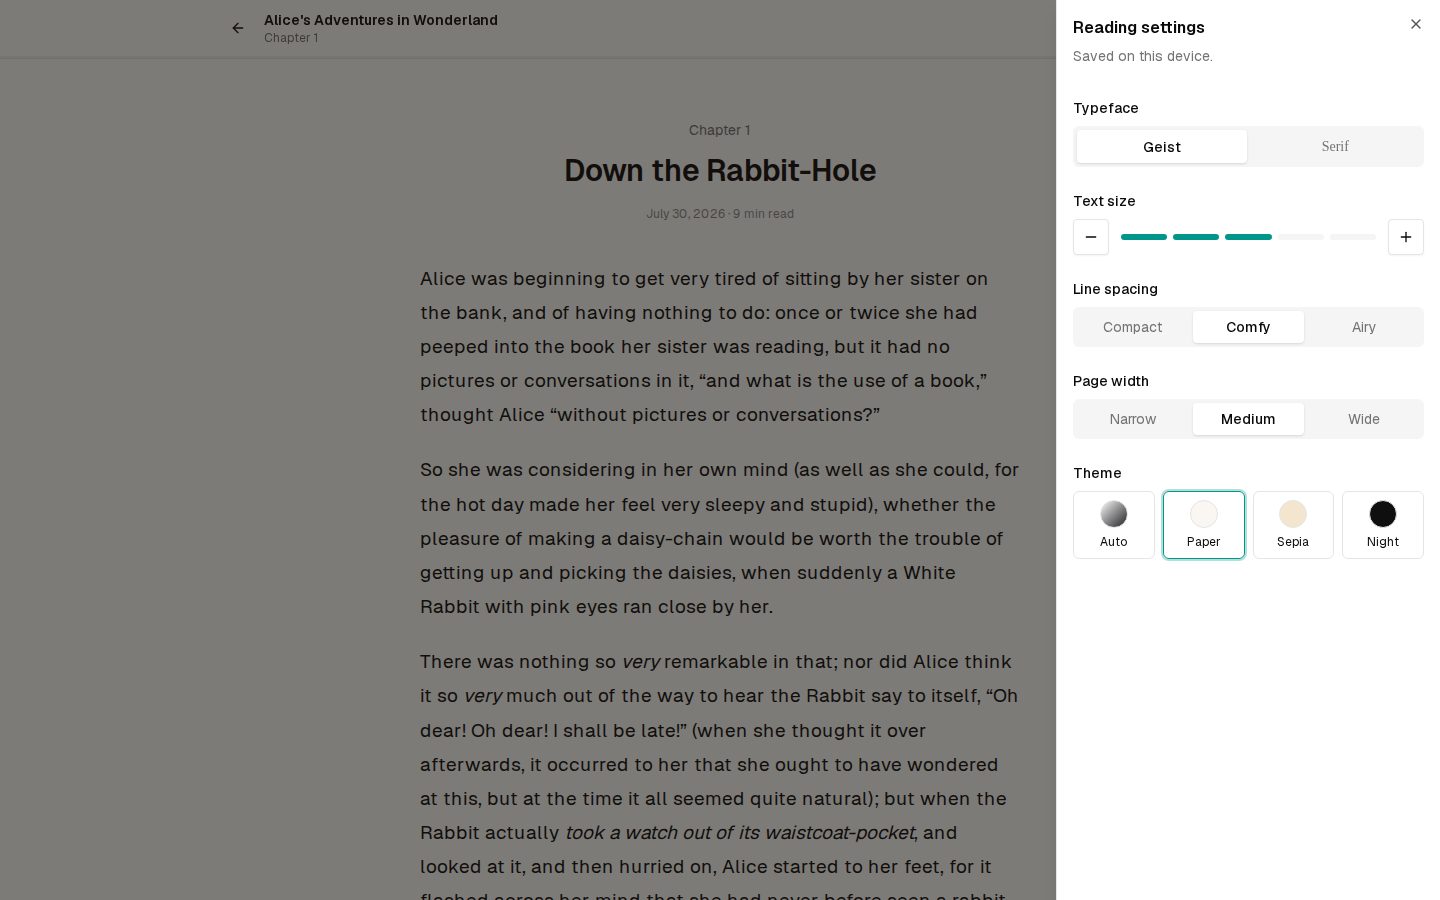 Alice's Adventures in Wonderland
Chapter 1
Chapter 1
Down the Rabbit-Hole
July 30, 2026 · 9 min read
Alice was beginning to get very tired of sitting by her sister on
the bank, and of having nothing to do: once or twice she had
peeped into the book her sister was reading, but it had no
pictures or conversations in it, “and what is the use of a book,”
thought Alice “without pictures or conversations?”
So she was considering in her own mind (as well as she could, for
the hot day made her feel very sleepy and stupid), whether the
pleasure of making a daisy-chain would be worth the trouble of
getting up and picking the daisies, when suddenly a White
Rabbit with pink eyes ran close by her.
There was nothing so very remarkable in that; nor did Alice think
it so very much out of the way to hear the Rabbit say to itself, “Oh
dear! Oh dear! I shall be late!” (when she thought it over
afterwards, it occurred to her that she ought to have wondered
at this, but at the time it all seemed quite natural); but when the
Rabbit actually took a watch out of its waistcoat-pocket, and
looked at it, and then hurried on, Alice started to her feet, for it
flashed across her mind that she had never before seen a rabbit
Reading settings
Saved on this device.
Typeface
Geist
Serif
Text size
Line spacing
Compact
Comfy
Airy
Page width
Narrow
Medium
Wide
Theme
Auto
Paper
Sepia
Night